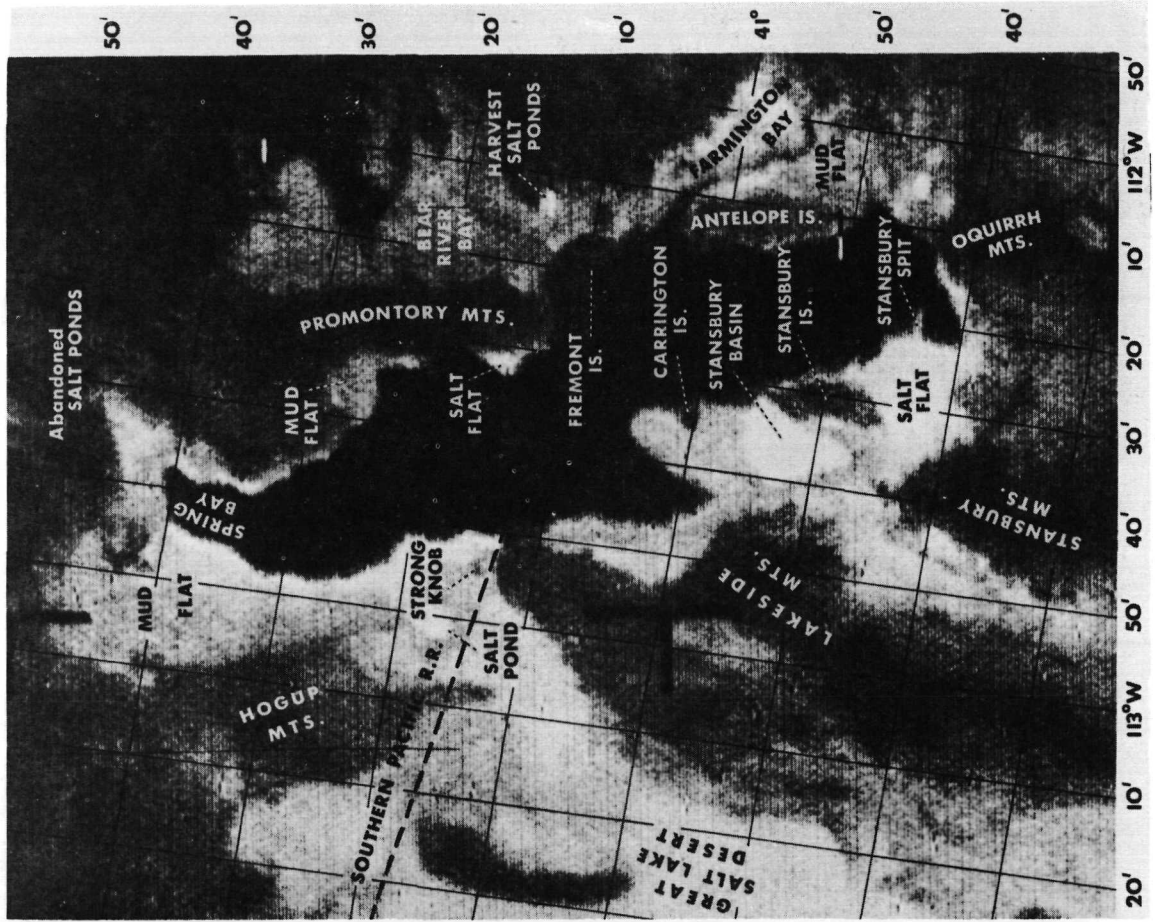 50'
40'
30'
20'
10'
41°
50'
40'
Abandoned
SALT PONDS
HARVEST
SALT
PONDS
FARMINGTON
BAY
MUD
FLAT
BEAR
RIVER
BAY
ANTELOPE IS.
OQUIRRH
MTS.
PROMONTORY MTS.
MUD
FLAT
SALT
FLAT
FREMONT
IS.
CARRINGTON
IS.
STANSBURY
BASIN
STANSBURY
IS.
STANSBURY
SPIT
SALT
FLAT
SPRING
BAY
MUD
FLAT
STRONG
KNOB
SALT
POND
LAKESIDE
MTS.
STANSBURY
MTS.
HOGUP
MTS.
SOUTHERN PACIFIC R.R.
GREAT
SALT LAKE
DESERT
50'
112°W
10'
20'
30'
40'
50'
113°W
10'
20'